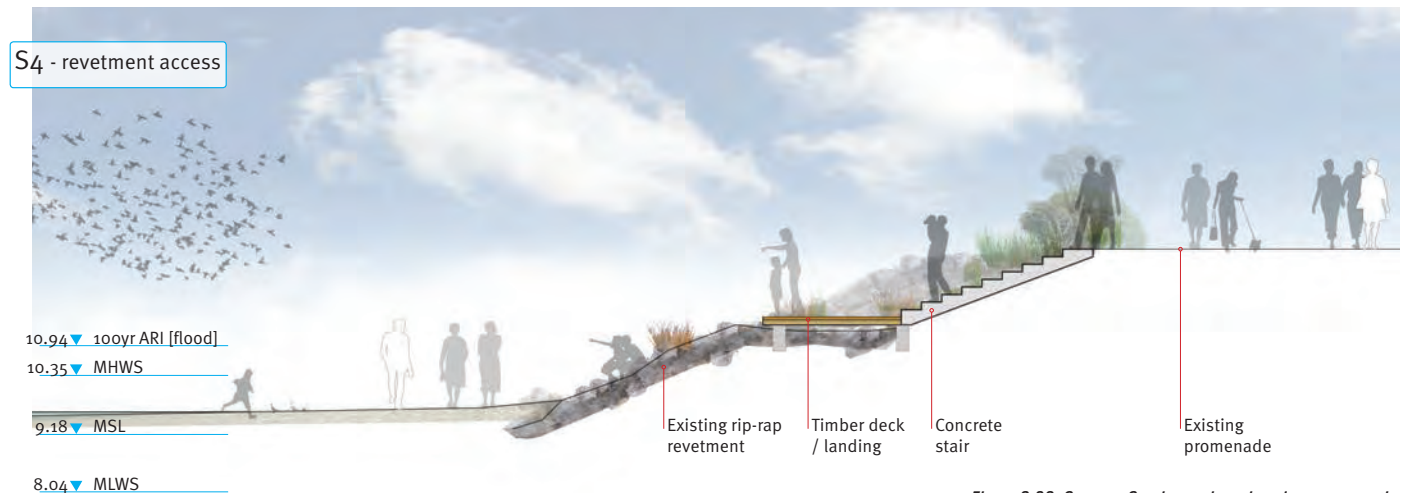 S4 - revetment access
10.94 100yr ARI [flood]
10.35 MHWS
9.18 MSL
8.04 MLWS
Existing rip-rap
revetment
Timber deck
/ landing
Concrete
stair
Existing
promenade